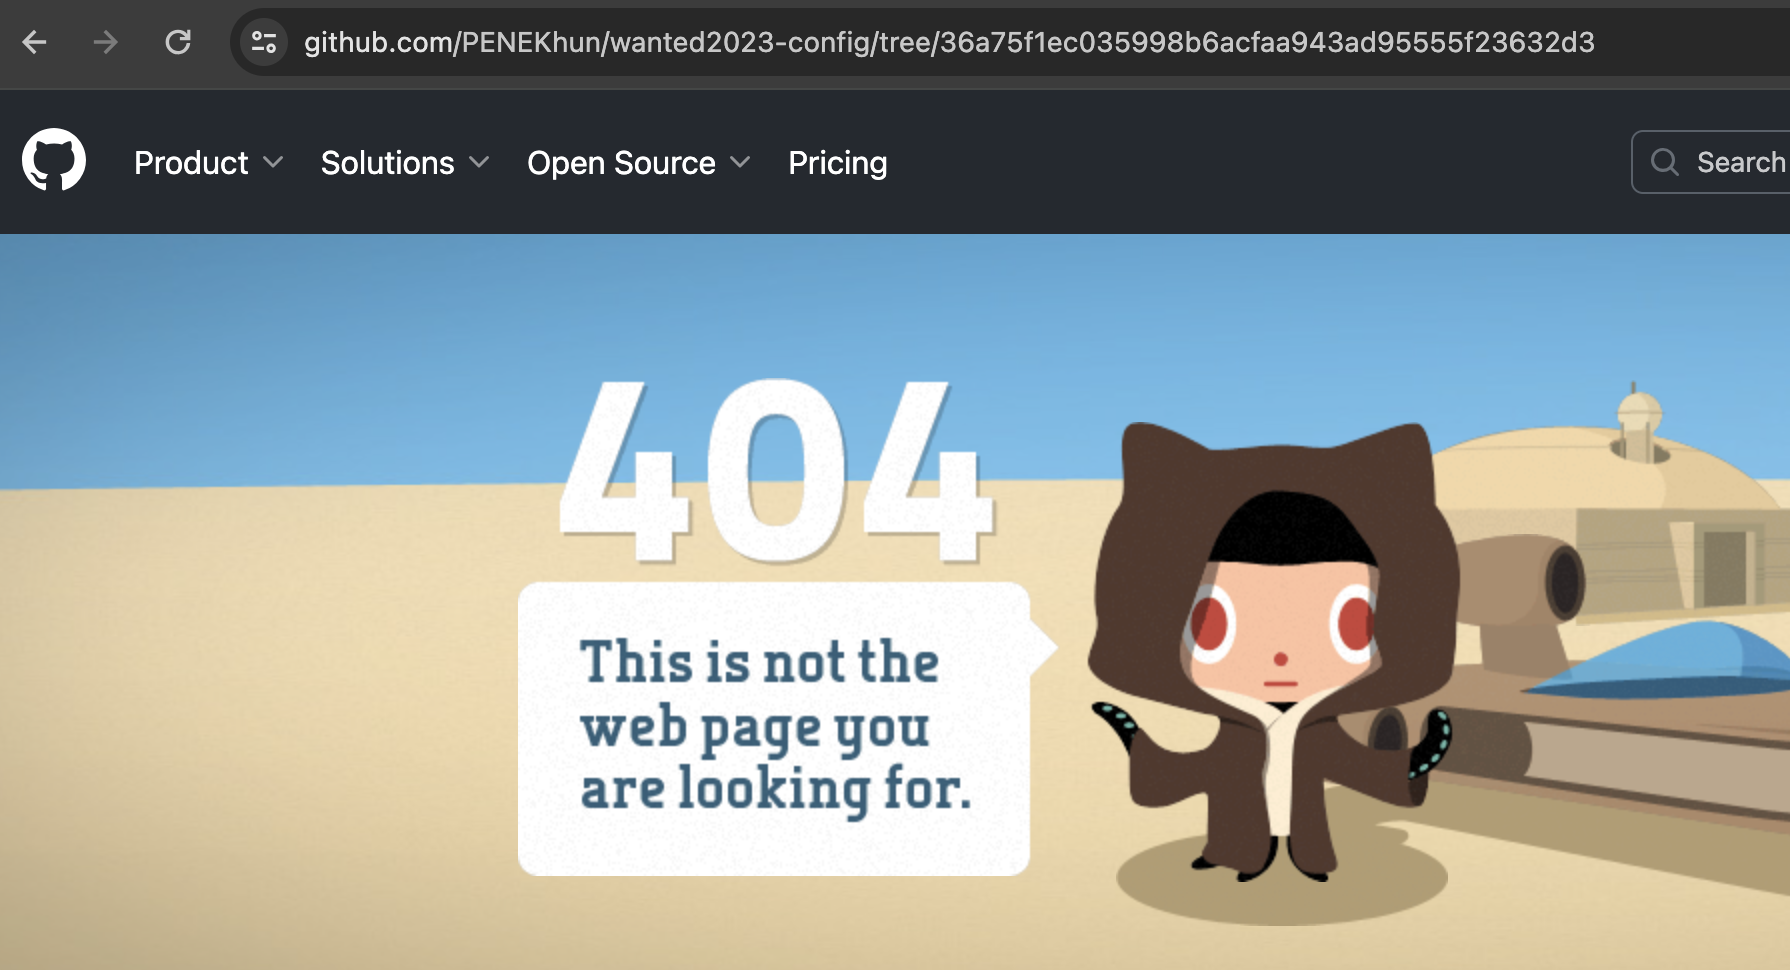 github.com/PENEKhun/wanted2023-config/tree/36a75f1ec035998b6acfaa943ad95555f23632d3
Product Solutions Open Source Pricing Search
404
This is not the
web page you
are looking for.